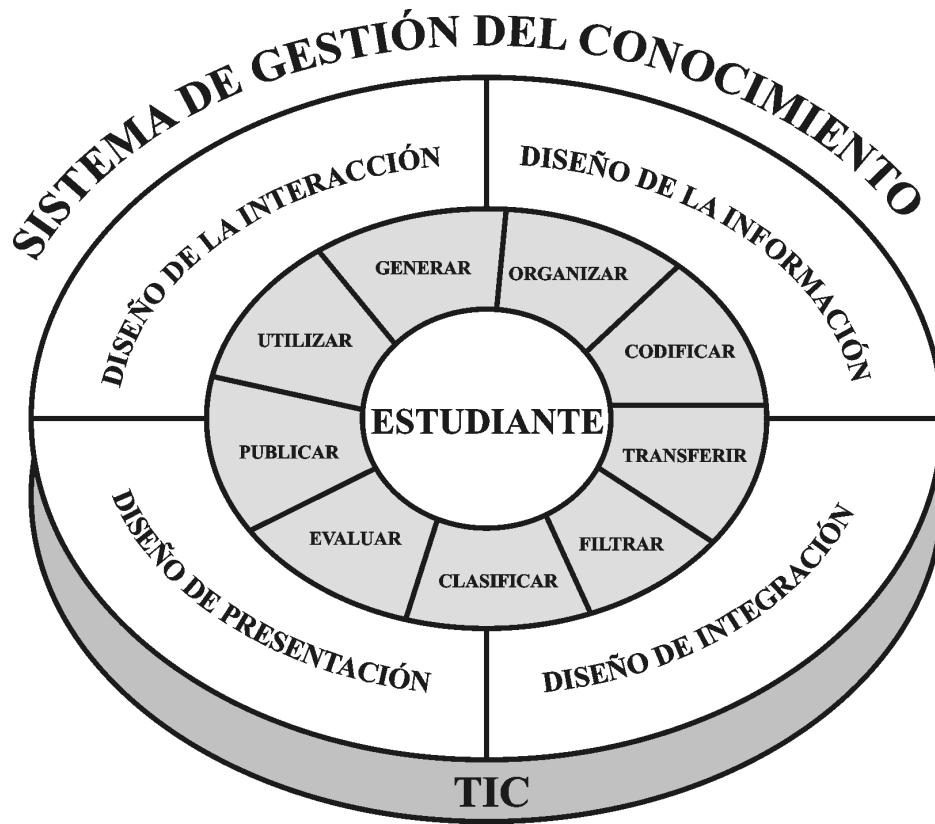 SISTEMA DE GESTIÓN DEL CONOCIMIENTO
DISEÑO DE LA INTERACCIÓN
DISEÑO DE LA INFORMACIÓN
GENERAR
ORGANIZAR
UTILIZAR
CODIFICAR
ESTUDIANTE
PUBLICAR
TRANSFERIR
EVALUAR
FILTRAR
CLASIFICAR
DISEÑO DE PRESENTACIÓN
DISEÑO DE INTEGRACIÓN
TIC